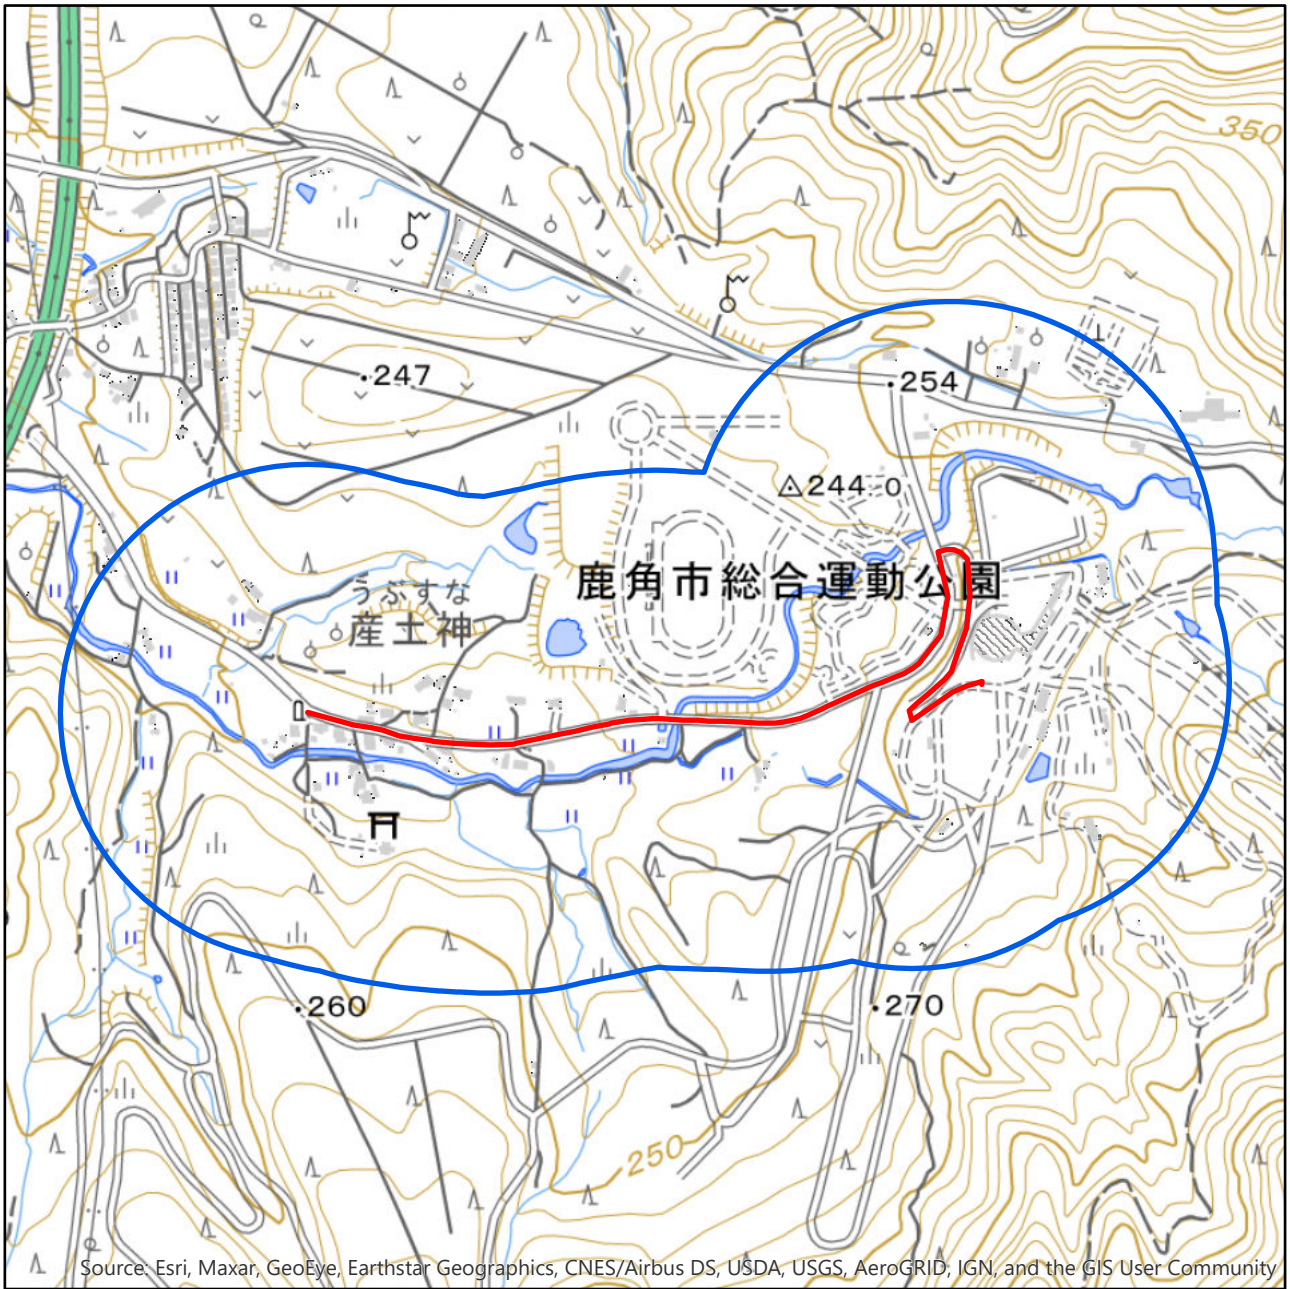 350
247
254
244.0
鹿角市総合運動公園
うぶすな
産土神
260
270
250
Source: Esri, Maxar, GeoEye, Earthstar Geographics, CNES/Airbus DS, USDA, USGS, AeroGRID, IGN, and the GIS User Community